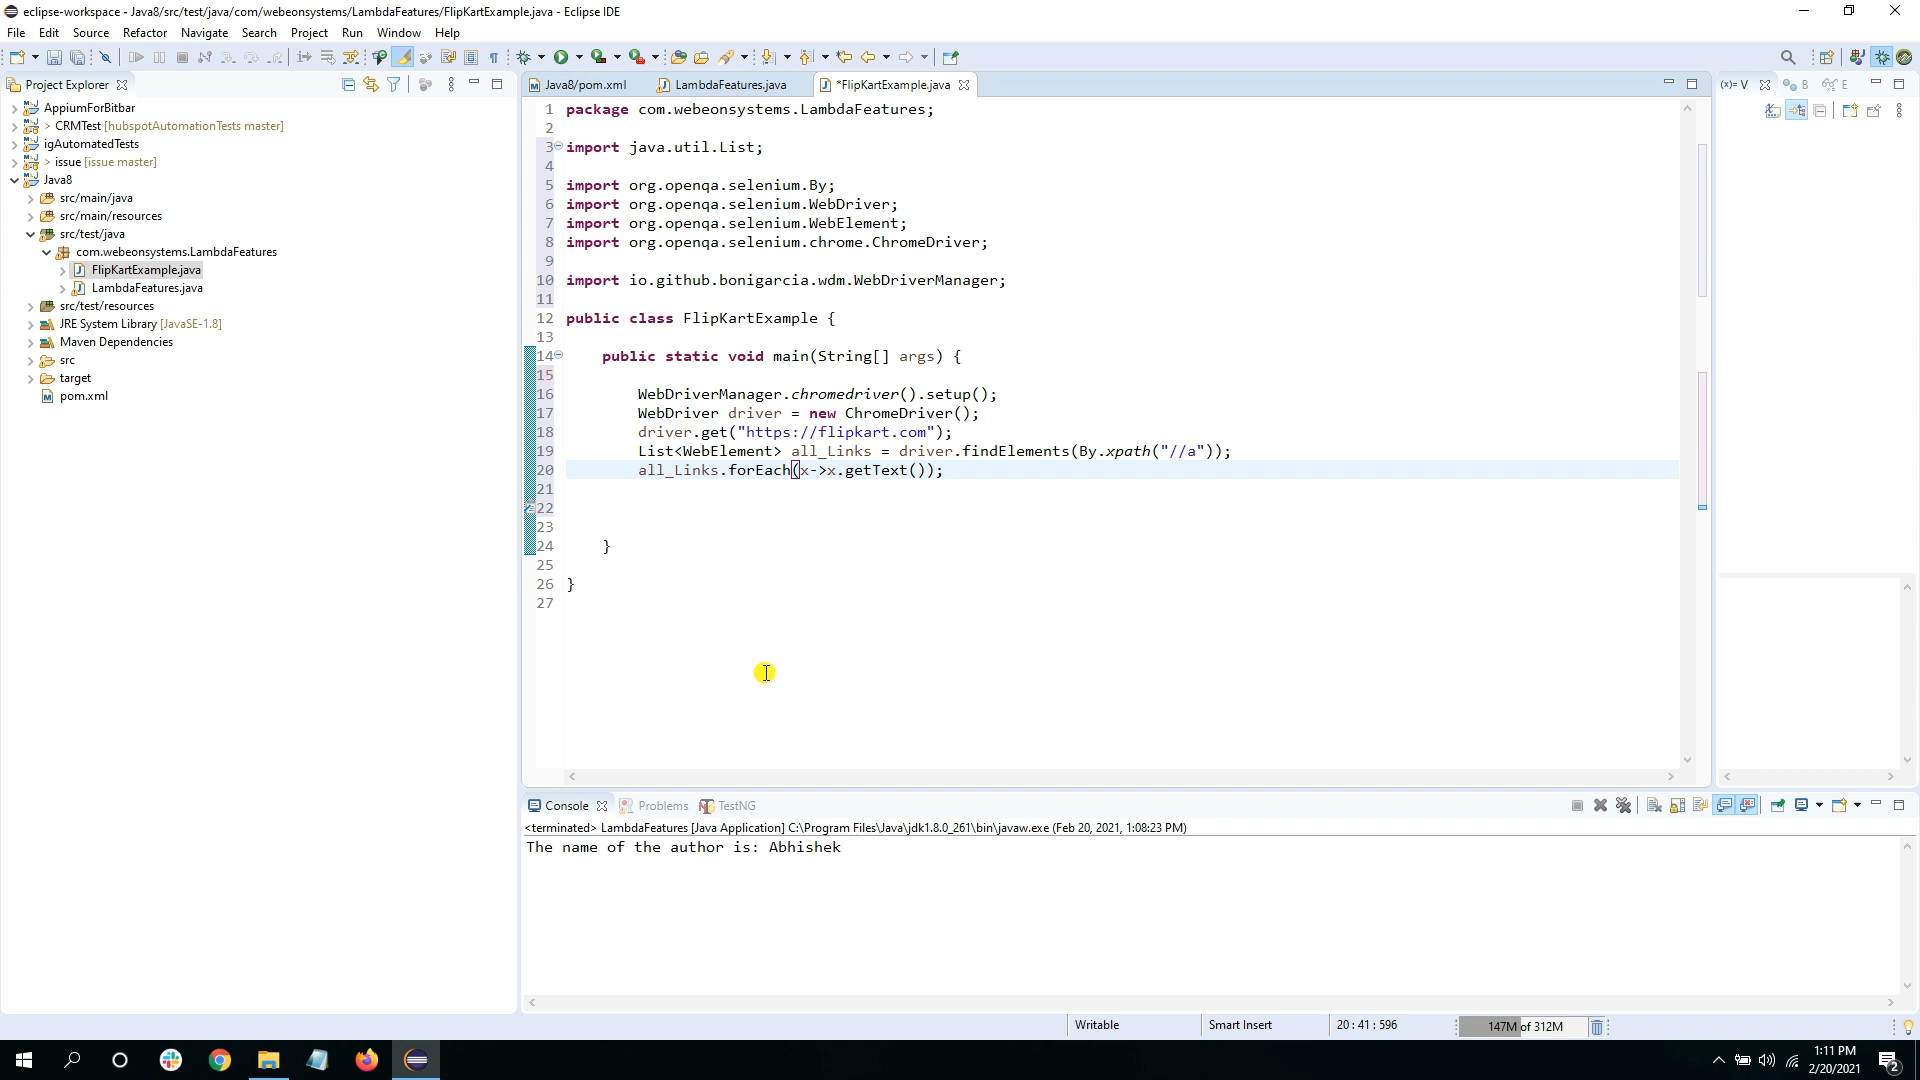 eclipse-workspace - Java8/src/test/java/com/webeonsystems/LambdaFeatures/FlipKartExample.java - Eclipse IDE
File Edit Source Refactor Navigate Search Project Run Window Help
Project Explorer
AppiumForBitbar
> CRMTest [hubspotAutomationTests master]
igAutomatedTests
> issue [issue master]
Java8
src/main/java
src/main/resources
src/test/java
com.webeonsystems.LambdaFeatures
FlipKartExample.java
LambdaFeatures.java
src/test/resources
JRE System Library [JavaSE-1.8]
Maven Dependencies
src
target
pom.xml
Java8/pom.xml LambdaFeatures.java *FlipKartExample.java
1 package com.webeonsystems.LambdaFeatures;
2
3 import java.util.List;
4
5 import org.openqa.selenium.By;
6 import org.openqa.selenium.WebDriver;
7 import org.openqa.selenium.WebElement;
8 import org.openqa.selenium.chrome.ChromeDriver;
9
10 import io.github.bonigarcia.wdm.WebDriverManager;
11
12 public class FlipKartExample {
13
14 public static void main(String[] args) {
15
16 WebDriverManager.chromedriver().setup();
17 WebDriver driver = new ChromeDriver();
18 driver.get("https://flipkart.com");
19 List<WebElement> all_Links = driver.findElements(By.xpath("//a"));
20 all_Links.forEach(x->x.getText());
21
22
23
24 }
25
26 }
27
(x)= V B E
Console Problems TestNG
<terminated> LambdaFeatures [Java Application] C:\Program Files\Java\jdk1.8.0_261\bin\javaw.exe (Feb 20, 2021, 1:08:23 PM)
The name of the author is: Abhishek
Writable Smart Insert 20 : 41 : 596 147M of 312M
1:11 PM
2/20/2021
2